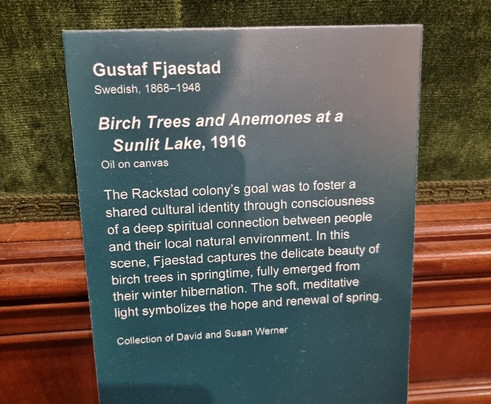 Gustaf Fjaestad
Swedish, 1868–1948
Birch Trees and Anemones at a
Sunlit Lake, 1916
Oil on canvas
The Rackstad colony's goal was to foster a
shared cultural identity through consciousness
of a deep spiritual connection between people
and their local natural environment. In this
scene, Fjaestad captures the delicate beauty of
birch trees in springtime, fully emerged from
their winter hibernation. The soft, meditative
light symbolizes the hope and renewal of spring.
Collection of David and Susan Werner